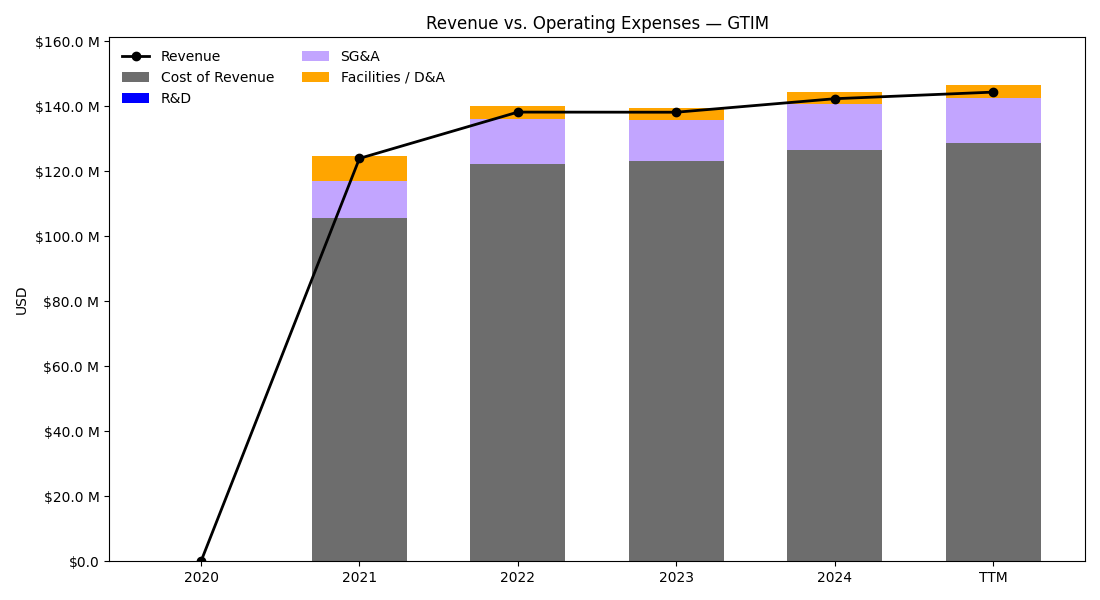 Revenue vs. Operating Expenses — GTIM
Revenue
Cost of Revenue
R&D
SG&A
Facilities / D&A
USD
$160.0 M
$140.0 M
$120.0 M
$100.0 M
$80.0 M
$60.0 M
$40.0 M
$20.0 M
$0.0
2020 2021 2022 2023 2024 TTM